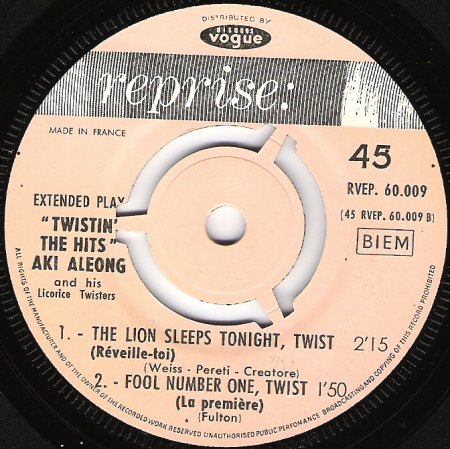 DISTRIBUTED BY
disques
vogue
reprise:
MADE IN FRANCE
45
RVEP. 60.009
(45 RVEP. 60.009 B)
BIEM
EXTENDED PLAY
"TWISTIN'
THE HITS"
AKI ALEONG
and his
Licorice Twisters
1. - THE LION SLEEPS TONIGHT, TWIST 2'15
(Réveille-toi)
(Weiss - Pereti - Creatore)
2. - FOOL NUMBER ONE, TWIST 1'50
(La première)
(Fulton)
ALL RIGHTS OF THE MANUFACTURER AND OF THE OWNER OF THE RECORDED WORK RESERVED UNAUTHORISED PUBLIC PERFORMANCE BROADCASTING AND COPYING OF THIS RECORD PROHIBITED